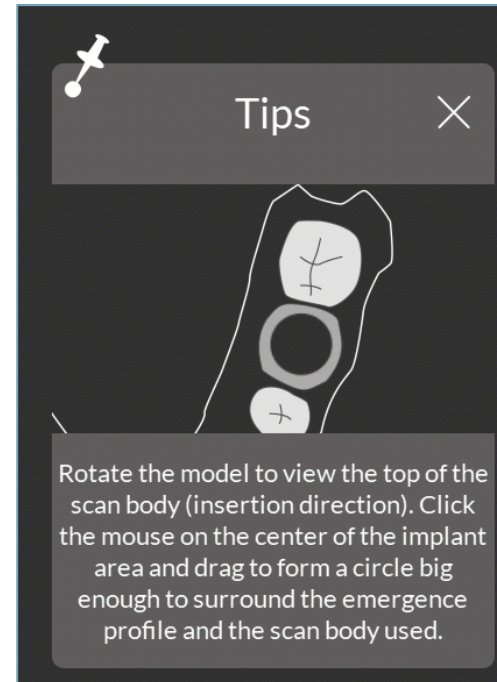 Tips
Rotate the model to view the top of the
scan body (insertion direction). Click
the mouse on the center of the implant
area and drag to form a circle big
enough to surround the emergence
profile and the scan body used.